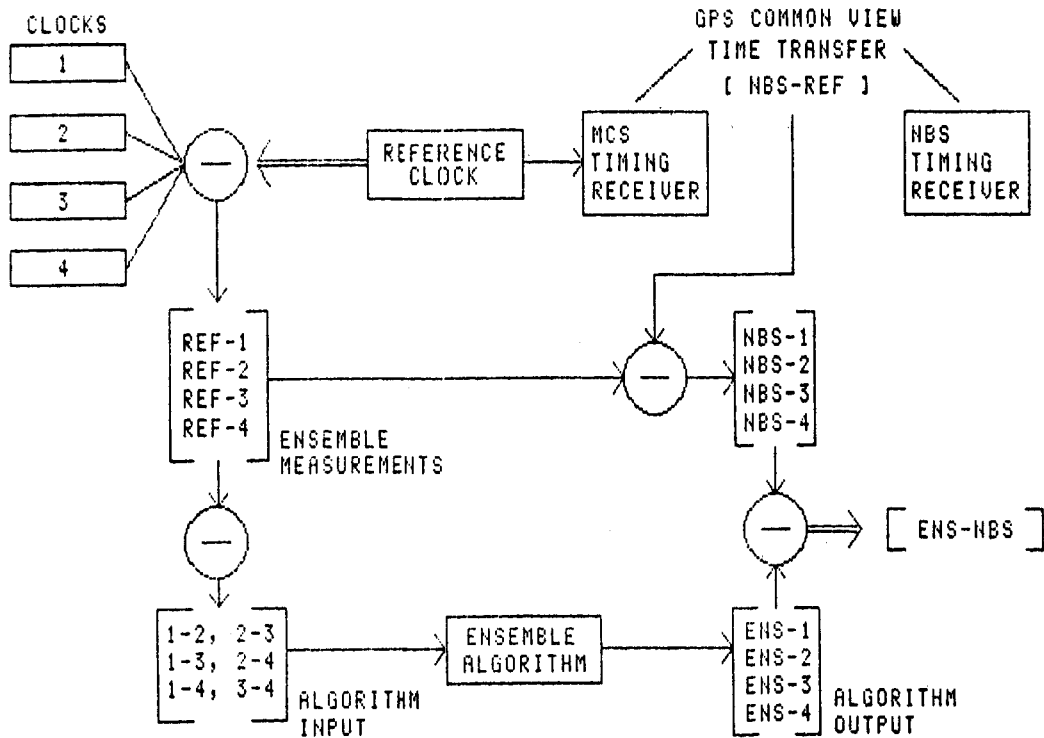 CLOCKS
1
2
3
4
GPS COMMON VIEW
TIME TRANSFER
[ NBS-REF ]
REFERENCE
CLOCK
MCS
TIMING
RECEIVER
NBS
TIMING
RECEIVER
REF-1
REF-2
REF-3
REF-4
ENSEMBLE
MEASUREMENTS
NBS-1
NBS-2
NBS-3
NBS-4
[ ENS-NBS ]
1-2, 2-3
1-3, 2-4
1-4, 3-4
ALGORITHM
INPUT
ENSEMBLE
ALGORITHM
ENS-1
ENS-2
ENS-3
ENS-4
ALGORITHM
OUTPUT